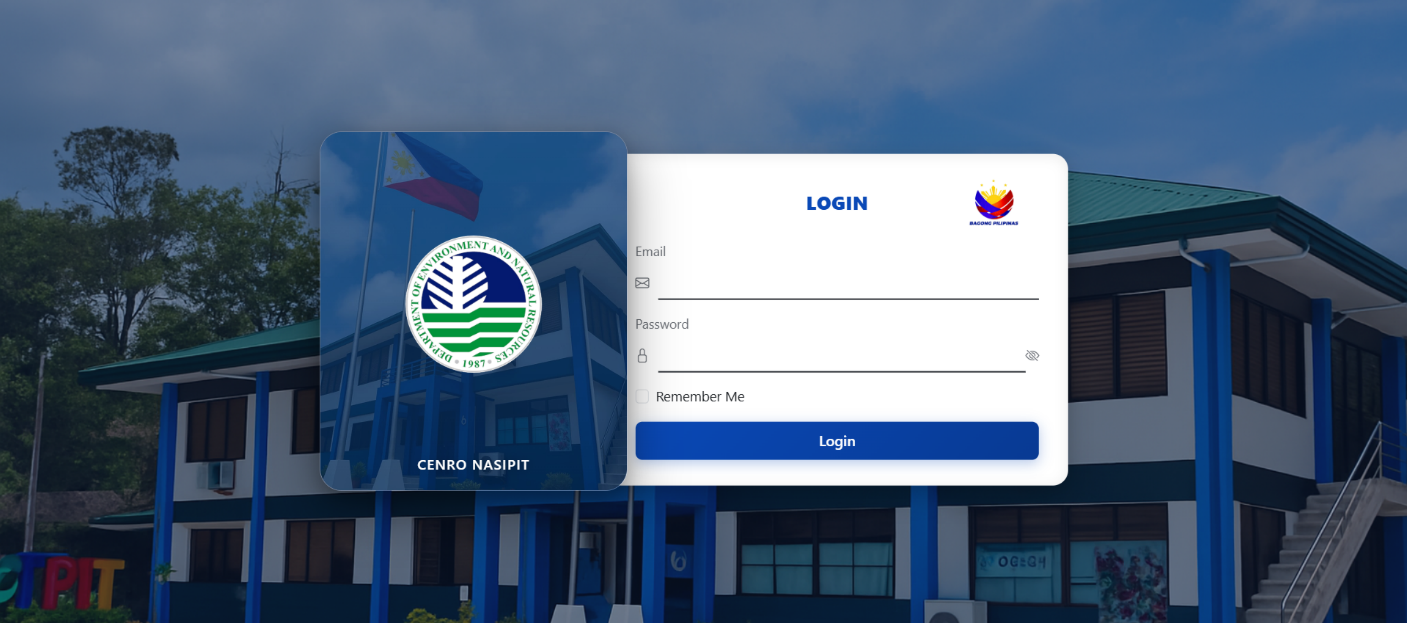 DEPARTMENT OF ENVIRONMENT AND NATURAL RESOURCES
1987
CENRO NASIPIT
LOGIN
BAGONG PILIPINAS
Email
Password
Remember Me
Login